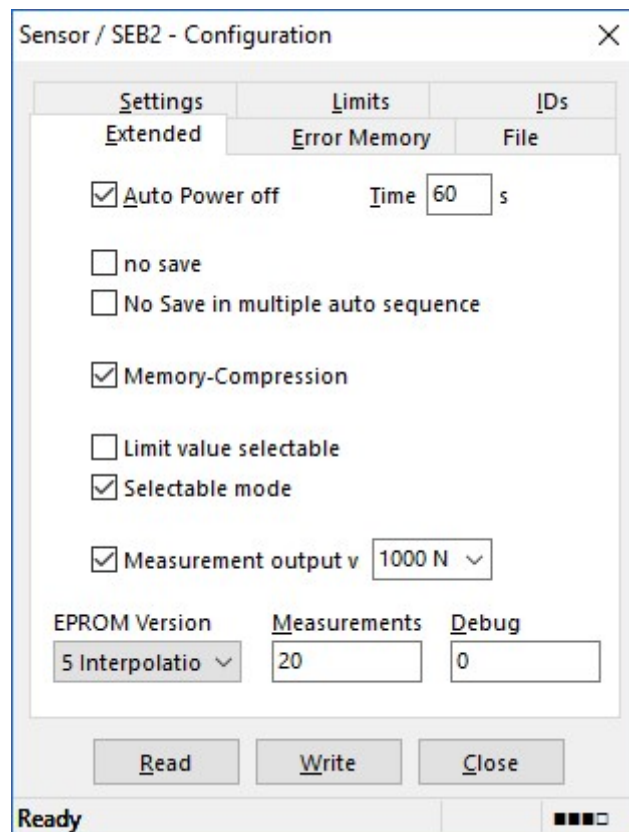 Sensor / SEB2 - Configuration
Settings Limits IDs
Extended Error Memory File
Auto Power off Time 60 s
no save
No Save in multiple auto sequence
Memory-Compression
Limit value selectable
Selectable mode
Measurement output v 1000 N
EPROM Version Measurements Debug
5 Interpolatio 20 0
Read Write Close
Ready